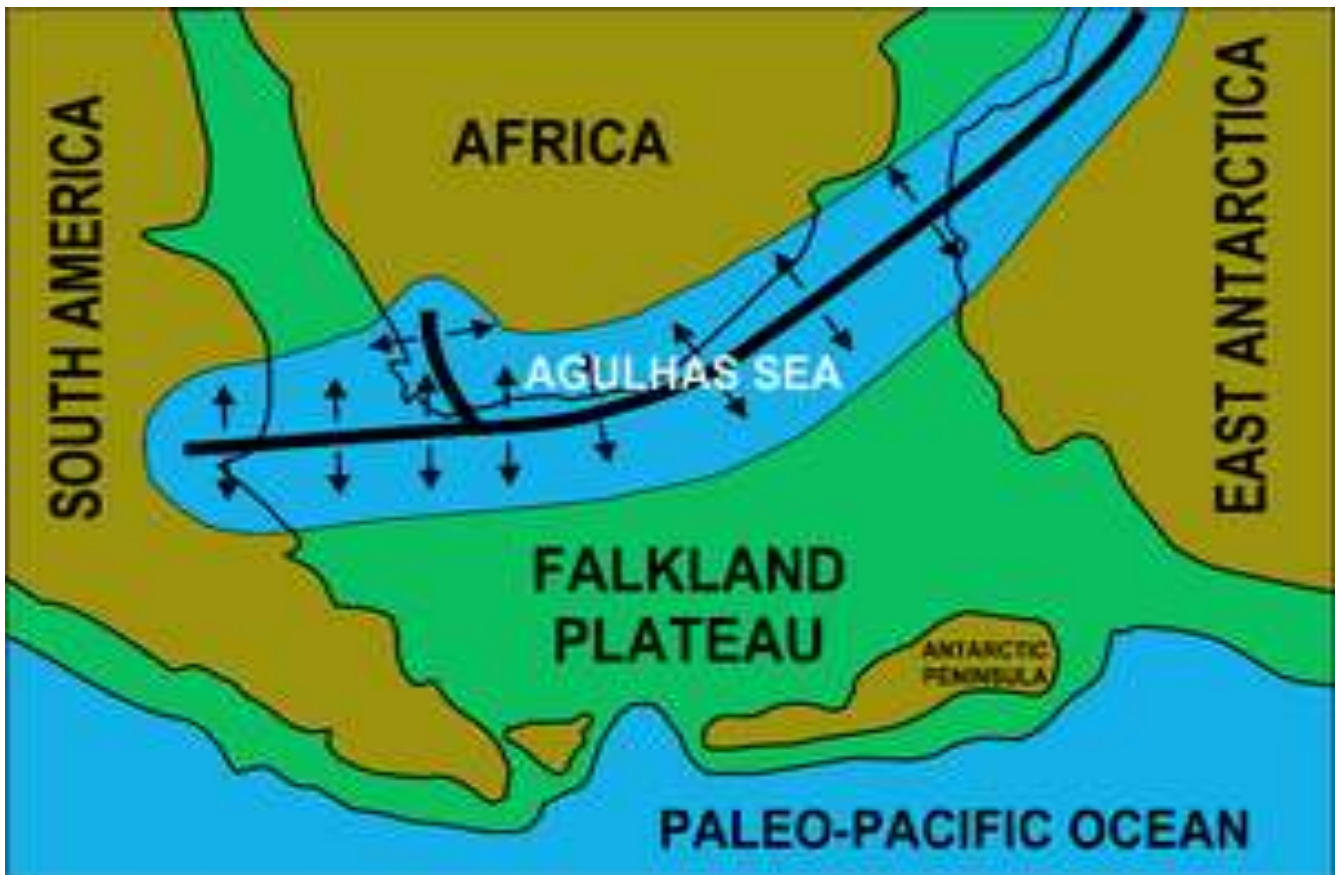 SOUTH AMERICA
AFRICA
EAST ANTARCTICA
AGULHAS SEA
FALKLAND
PLATEAU
ANTARCTIC
PENINSULA
PALEO-PACIFIC OCEAN